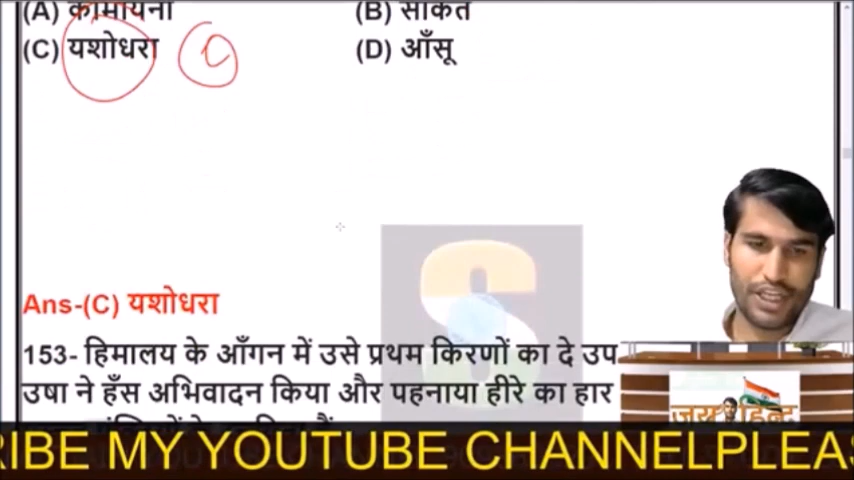 (A) कामायनी (B) साकेत
(C) यशोधरा (D) आँसू
Ans-(C) यशोधरा
153- हिमालय के आँगन में उसे प्रथम किरणों का दे उप
उषा ने हँस अभिवादन किया और पहनाया हीरे का हार
जय हिन्द
RIBE MY YOUTUBE CHANNELPLEAS